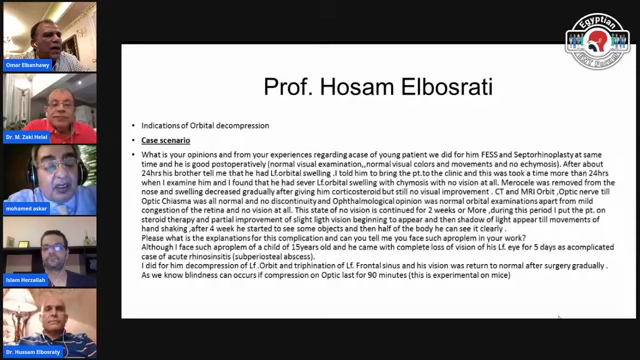 Egyptian
Omar Elbanhawy
Dr. M. Zaki Helal
mohamed askar
Islam Herzallah
Dr. Hussam Elbosraty
Prof. Hosam Elbosrati
• Indications of Orbital decompression
• Case scenario
• What is your opinions and from your experiences regarding acase of young patient we did for him FESS and Septorhinoplasty at same
time and he is good postoperatively (normal visual examination,,normal visual colors and movements and no echymosis). After about
24hrs his brother tell me that he had Lf.orbital swelling .I told him to bring the pt.to the clinic and this was took a time more than 24hrs
when I examine him and I found that he had sever Lf.orbital swelling with chymosis with no vision at all. Merocele was removed from the
nose and swelling decreased gradually after giving him corticosteroid but still no visual improvement . CT and MRI Orbit ,Optic nerve till
Optic Chiasma was all normal and no discontinuity and Ophthalmological opinion was normal orbital examinations apart from mild
congestion of the retina and no vision at all. This state of no vision is continued for 2 weeks or More ,during this period I put the pt. on
steroid therapy and partial improvement of slight ligth vision beginning to appear and then shadow of light appear till movements of
hand shaking ,after 4 week he started to see some objects and then half of the body he can see it clearly .
Please what is the explanations for this complication and can you tell me you face such aproplem in your work?
Although I face such aproplem of a child of 15years old and he came with complete loss of vision of his Lf. eye for 5 days as acomplicated
case of acute rhinosinsitis (subperiosteal abscess).
I did for him decompression of Lf .Orbit and triphination of Lf. Frontal sinus and his vision was return to normal after surgery gradually .
As we know blindness can occurs if compression on Optic last for 90 minutes (this is experimental on mice)